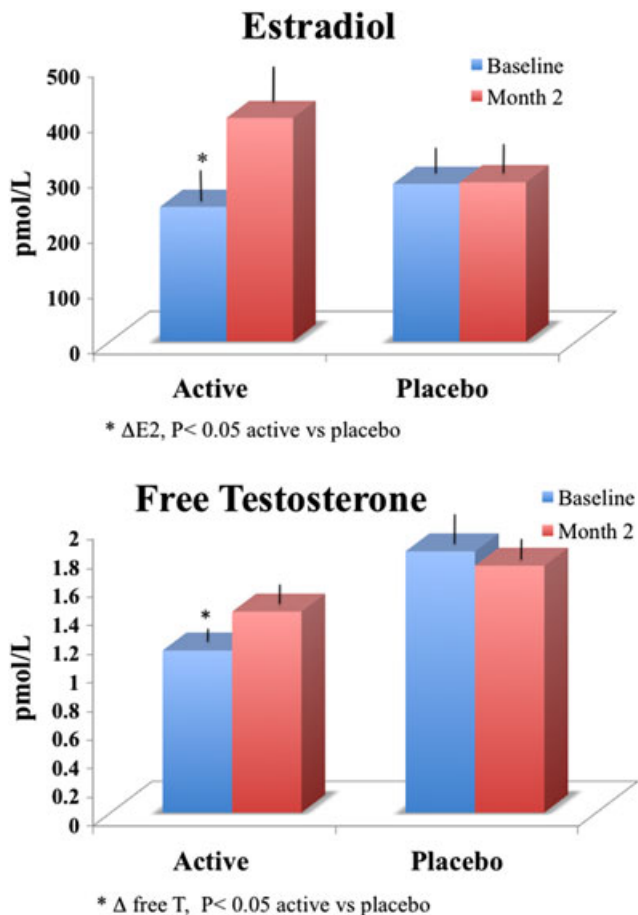 Estradiol
Baseline
Month 2
pmol/L
500
400
300
200
100
0
Active Placebo
* ΔE2, P< 0.05 active vs placebo
*
Free Testosterone
Baseline
Month 2
pmol/L
2
1.8
1.6
1.4
1.2
1
0.8
0.6
0.4
0.2
0
*
Active Placebo
* Δ free T, P< 0.05 active vs placebo